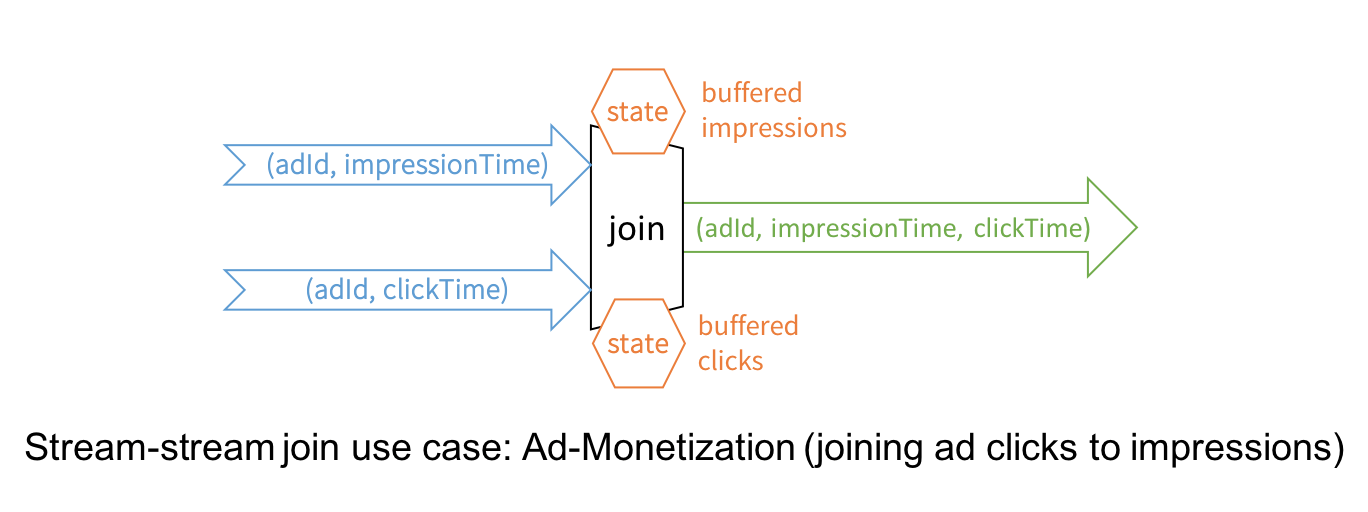 state
buffered
impressions
(adId, impressionTime)
join
(adId, impressionTime, clickTime)
(adId, clickTime)
state
buffered
clicks
Stream-stream join use case: Ad-Monetization (joining ad clicks to impressions)